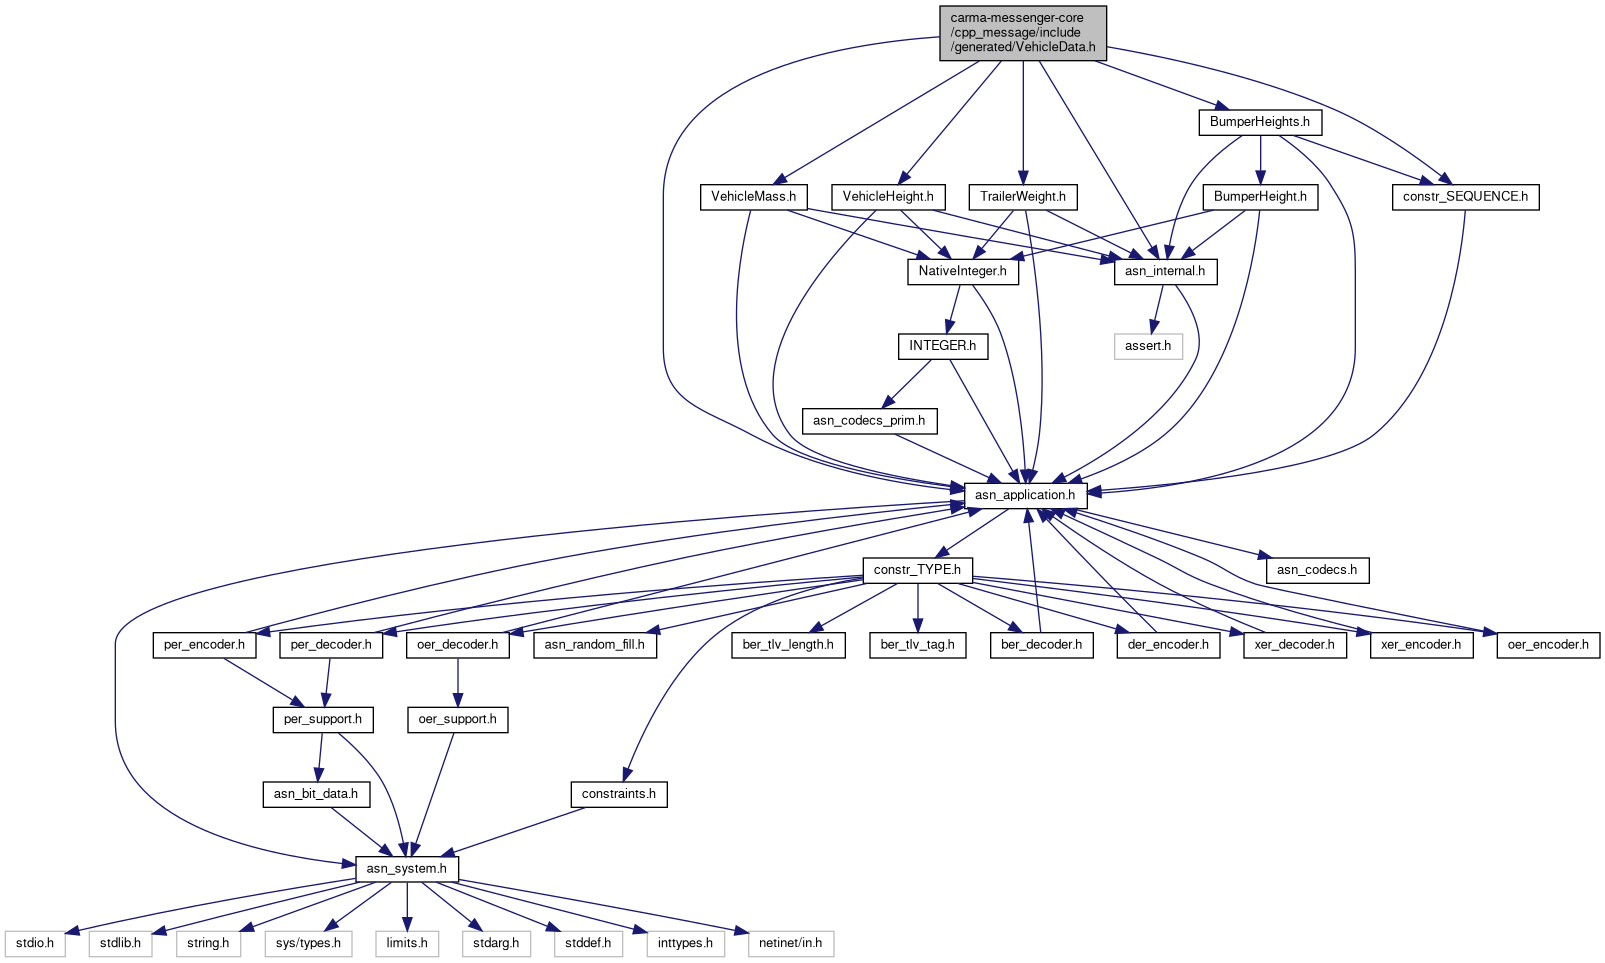 carma-messenger-core
/cpp_message/include
/generated/VehicleData.h
BumperHeights.h
VehicleMass.h
VehicleHeight.h
TrailerWeight.h
BumperHeight.h
constr_SEQUENCE.h
NativeInteger.h
asn_internal.h
INTEGER.h
assert.h
asn_codecs_prim.h
asn_application.h
constr_TYPE.h
asn_codecs.h
per_encoder.h
per_decoder.h
oer_decoder.h
asn_random_fill.h
ber_tlv_length.h
ber_tlv_tag.h
ber_decoder.h
der_encoder.h
xer_decoder.h
xer_encoder.h
oer_encoder.h
per_support.h
oer_support.h
asn_bit_data.h
constraints.h
asn_system.h
stdio.h
stdlib.h
string.h
sys/types.h
limits.h
stdarg.h
stddef.h
inttypes.h
netinet/in.h